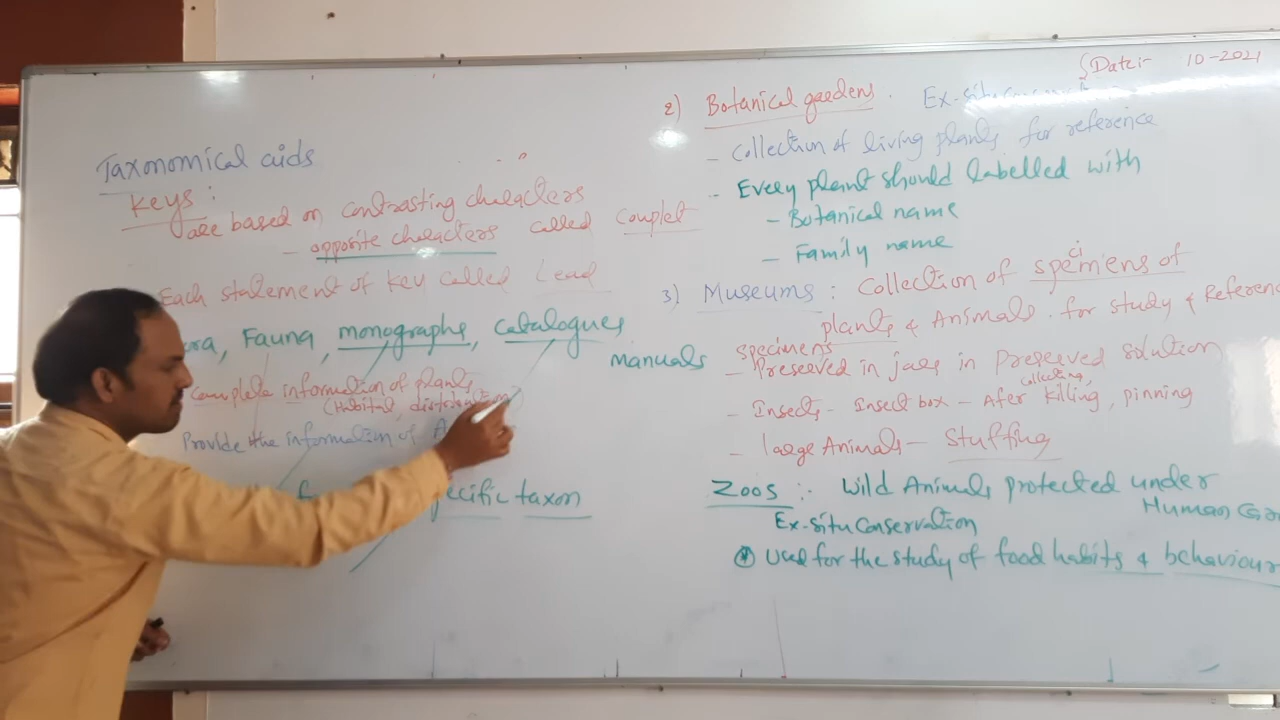 Taxonomical aids
Keys:
are based on contrasting characters
- opposite characters called Couplet
Each statement of key called Lead
Fauna, monographs, catalogues
manuals
Complete information of plants
(Habitat, distribution)
Provide the information of
taxon
Date:- 10-2021
2) Botanical gardens. Ex-situ
- Collection of living plants for reference
- Every plant should labelled with
- Botanical name
- Family name
3) Museums: Collection of specimens of
plants & Animals for study & Reference
specimens
- Preserved in jars in Preserved solution
collecting,
- Insects - Insect box - Afer killing, pinning
- large Animals - Stuffing
Zoos :- Wild Animals protected under
Human
Ex-situ Conservation
* Used for the study of food habits & behaviour